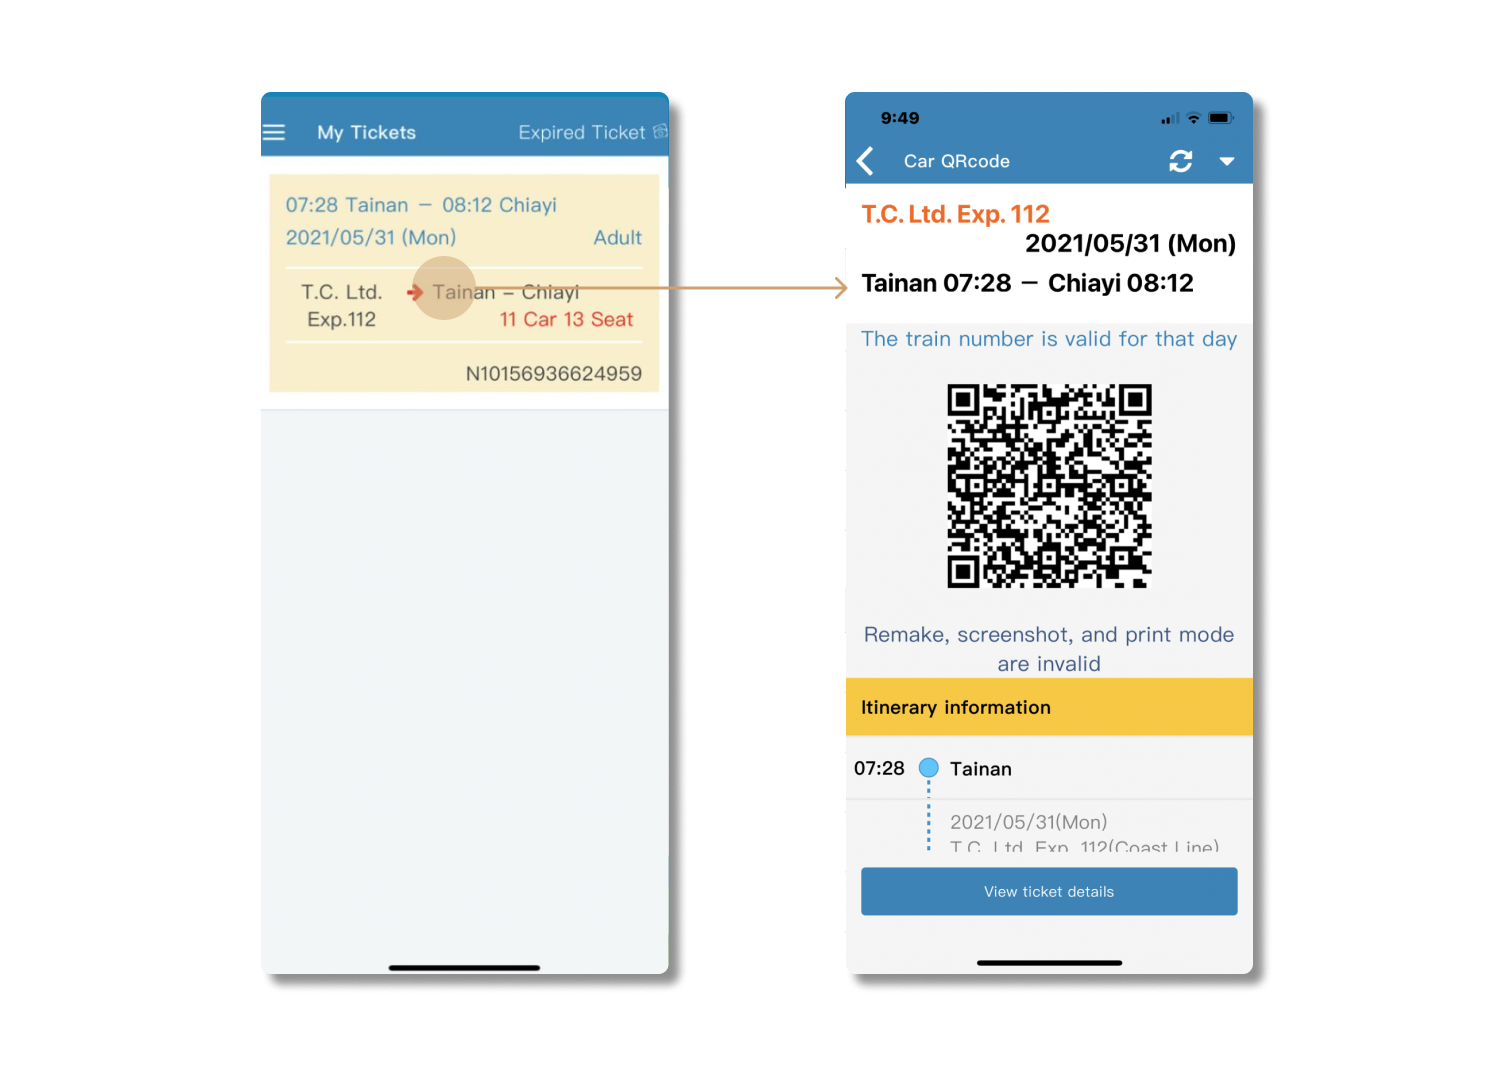 My Tickets
Expired Ticket
07:28 Tainan – 08:12 Chiayi
2021/05/31 (Mon)
Adult
T.C. Ltd.
Exp.112
Tainan – Chiayi
11 Car 13 Seat
N10156936624959
9:49
Car QRcode
T.C. Ltd. Exp. 112
2021/05/31 (Mon)
Tainan 07:28 – Chiayi 08:12
The train number is valid for that day
Remake, screenshot, and print mode
are invalid
Itinerary information
07:28
Tainan
2021/05/31(Mon)
T.C. Ltd. Exp. 112(Coast Line)
View ticket details